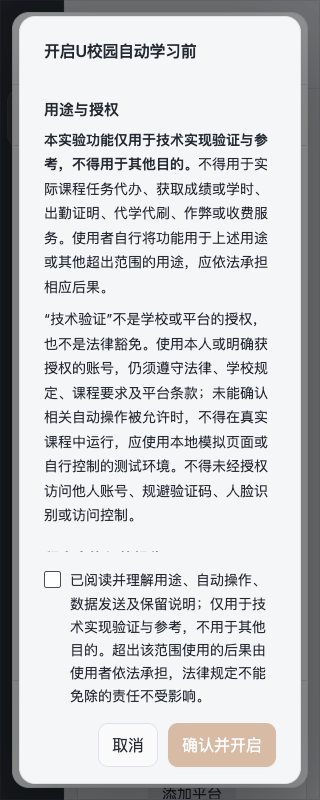 开启U校园自动学习前
用途与授权
本实验功能仅用于技术实现验证与参
考，不得用于其他目的。不得用于实
际课程任务代办、获取成绩或学时、
出勤证明、代学代刷、作弊或收费服
务。使用者自行将功能用于上述用途
或其他超出范围的用途，应依法承担
相应后果。
“技术验证”不是学校或平台的授权，
也不是法律豁免。使用本人或明确获
授权的账号，仍须遵守法律、学校规
定、课程要求及平台条款；未能确认
相关自动操作被允许时，不得在真实
课程中运行，应使用本地模拟页面或
自行控制的测试环境。不得未经授权
访问他人账号、规避验证码、人脸识
别或访问控制。
已阅读并理解用途、自动操作、
数据发送及保留说明；仅用于技
术实现验证与参考，不用于其他
目的。超出该范围使用的后果由
使用者依法承担，法律规定不能
免除的责任不受影响。
取消
确认并开启
添加平台